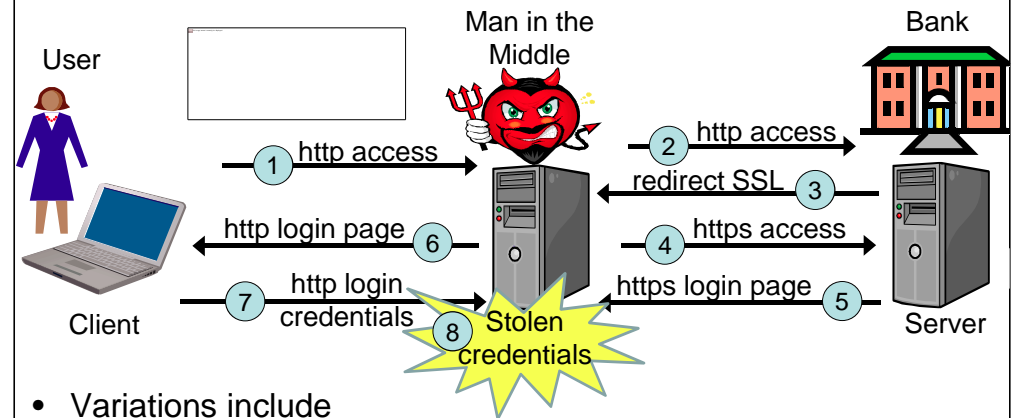 User
Man in the
Middle
Bank
1 http access
2 http access
redirect SSL 3
http login page 6
4 https access
7 http login
credentials
https login page 5
Client
8 Stolen
credentials
Server
• Variations include